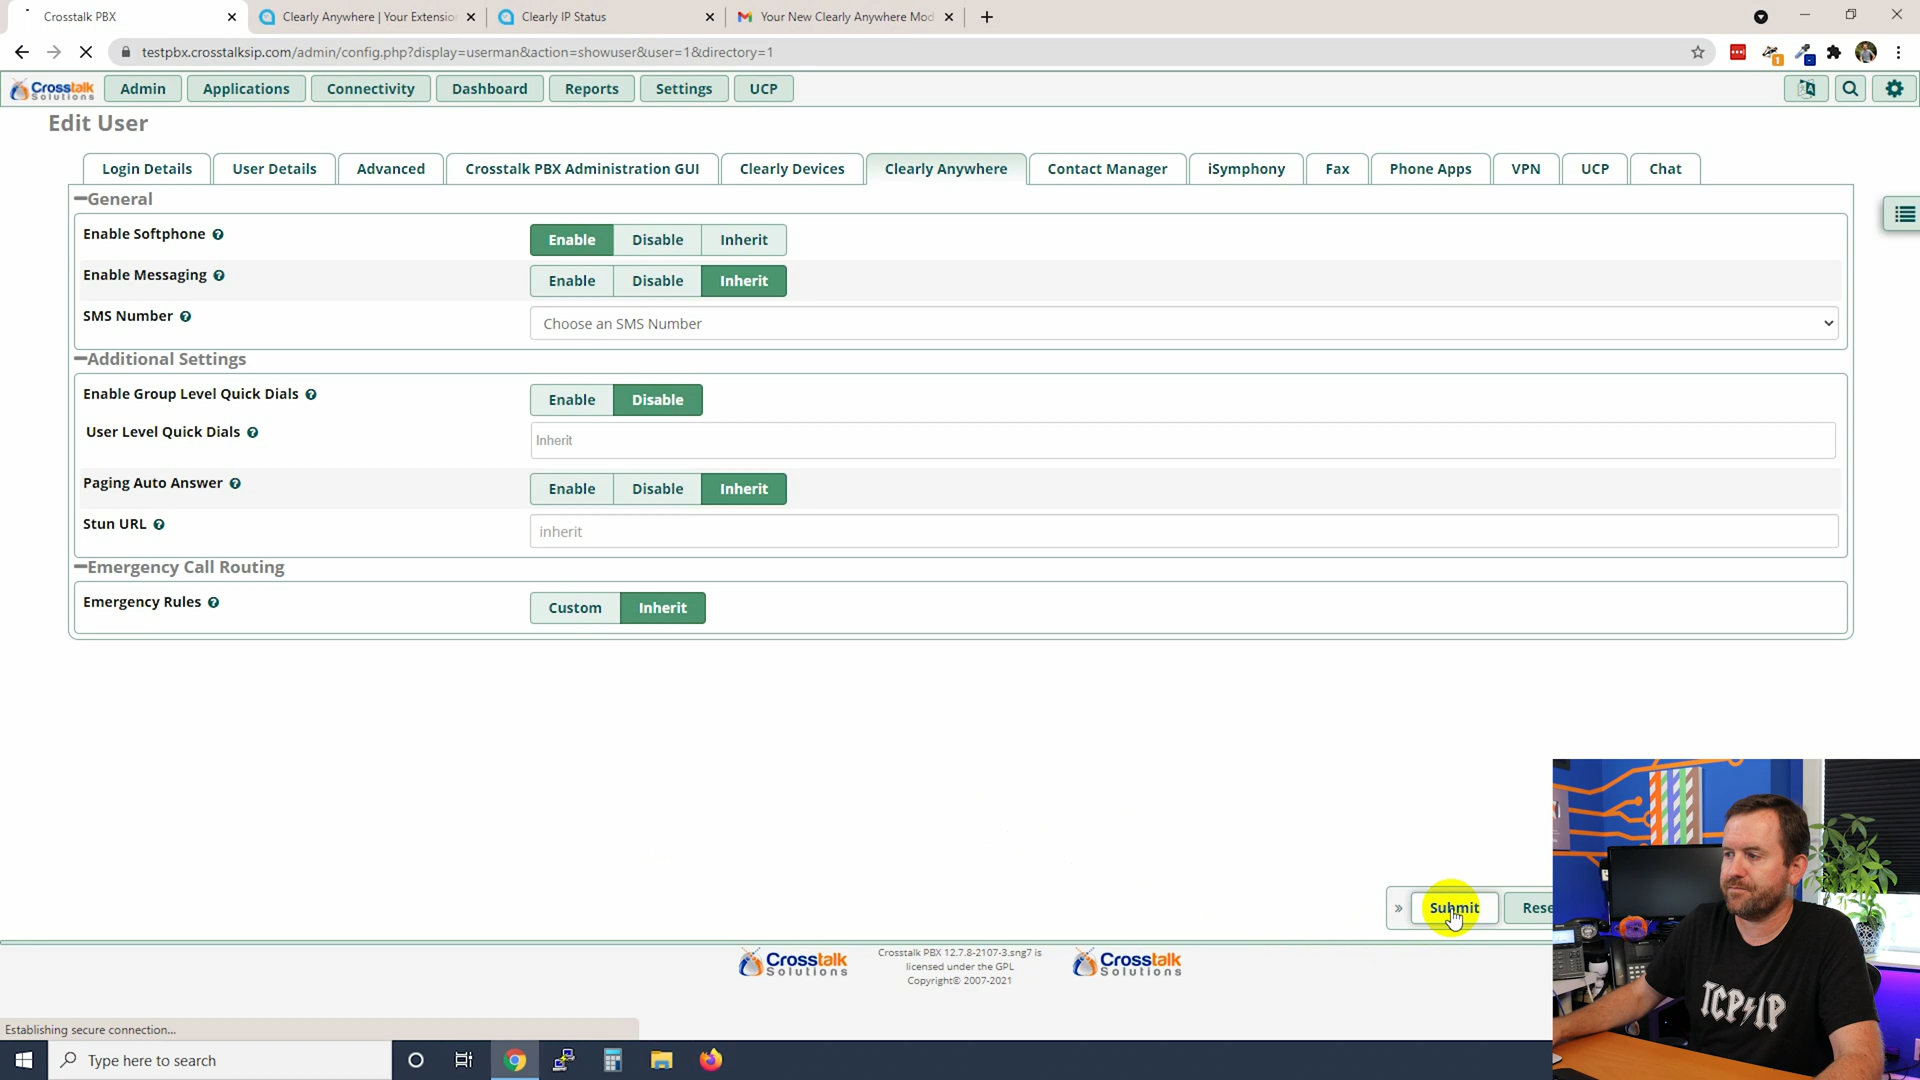 Crosstalk PBX
Clearly Anywhere | Your Extension
Clearly IP Status
Your New Clearly Anywhere Mod
testpbx.crosstalksip.com/admin/config.php?display=userman&action=showuser&user=1&directory=1
Crosstalk
Solutions
Admin
Applications
Connectivity
Dashboard
Reports
Settings
UCP
Edit User
Login Details
User Details
Advanced
Crosstalk PBX Administration GUI
Clearly Devices
Clearly Anywhere
Contact Manager
iSymphony
Fax
Phone Apps
VPN
UCP
Chat
General
Enable Softphone
Enable Disable Inherit
Enable Messaging
Enable Disable Inherit
SMS Number
Choose an SMS Number
Additional Settings
Enable Group Level Quick Dials
Enable Disable
User Level Quick Dials
Inherit
Paging Auto Answer
Enable Disable Inherit
Stun URL
inherit
Emergency Call Routing
Emergency Rules
Custom Inherit
» Submit Rese
Crosstalk
Solutions
Crosstalk PBX 12.7.8-2107-3.sng7 is
licensed under the GPL
Copyright© 2007-2021
Crosstalk
Solutions
TCP IP
Establishing secure connection...
Type here to search